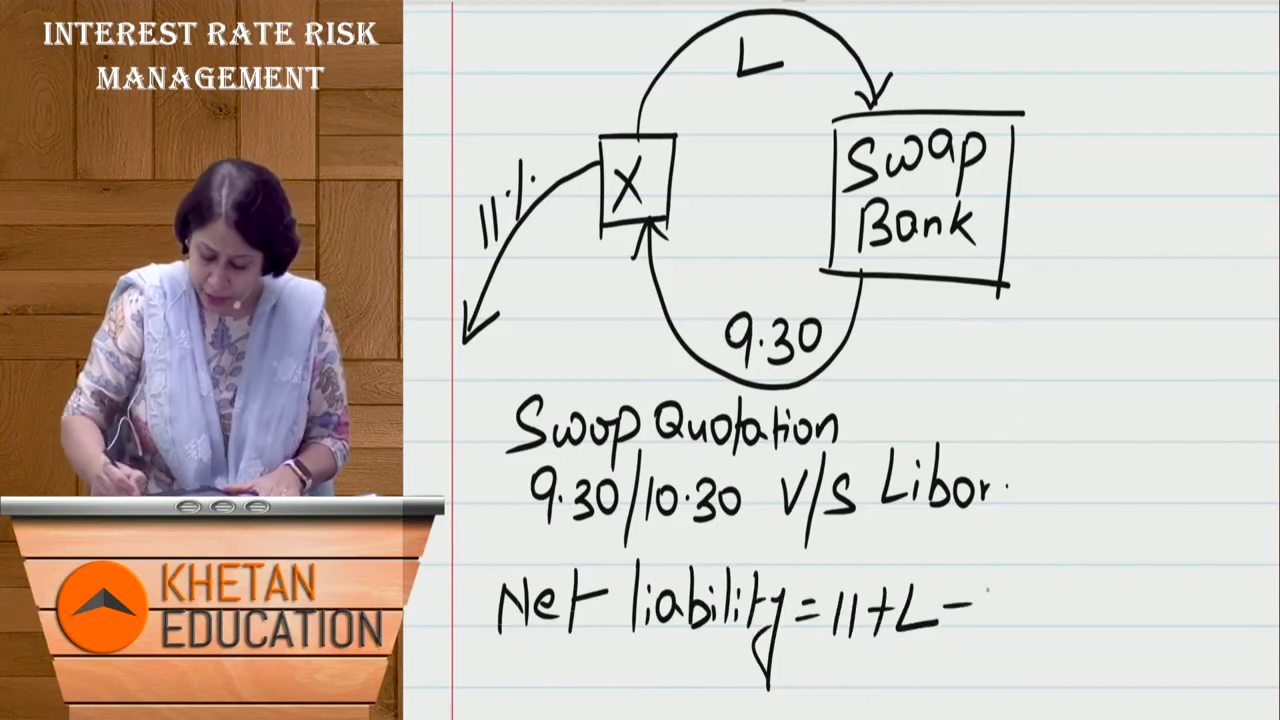 INTEREST RATE RISK
MANAGEMENT
L
X
11%
Swap
Bank
9.30
Swop Quotation
9.30/10.30 V/S Libor.
Net liability = 11 + L -
KHETAN
EDUCATION